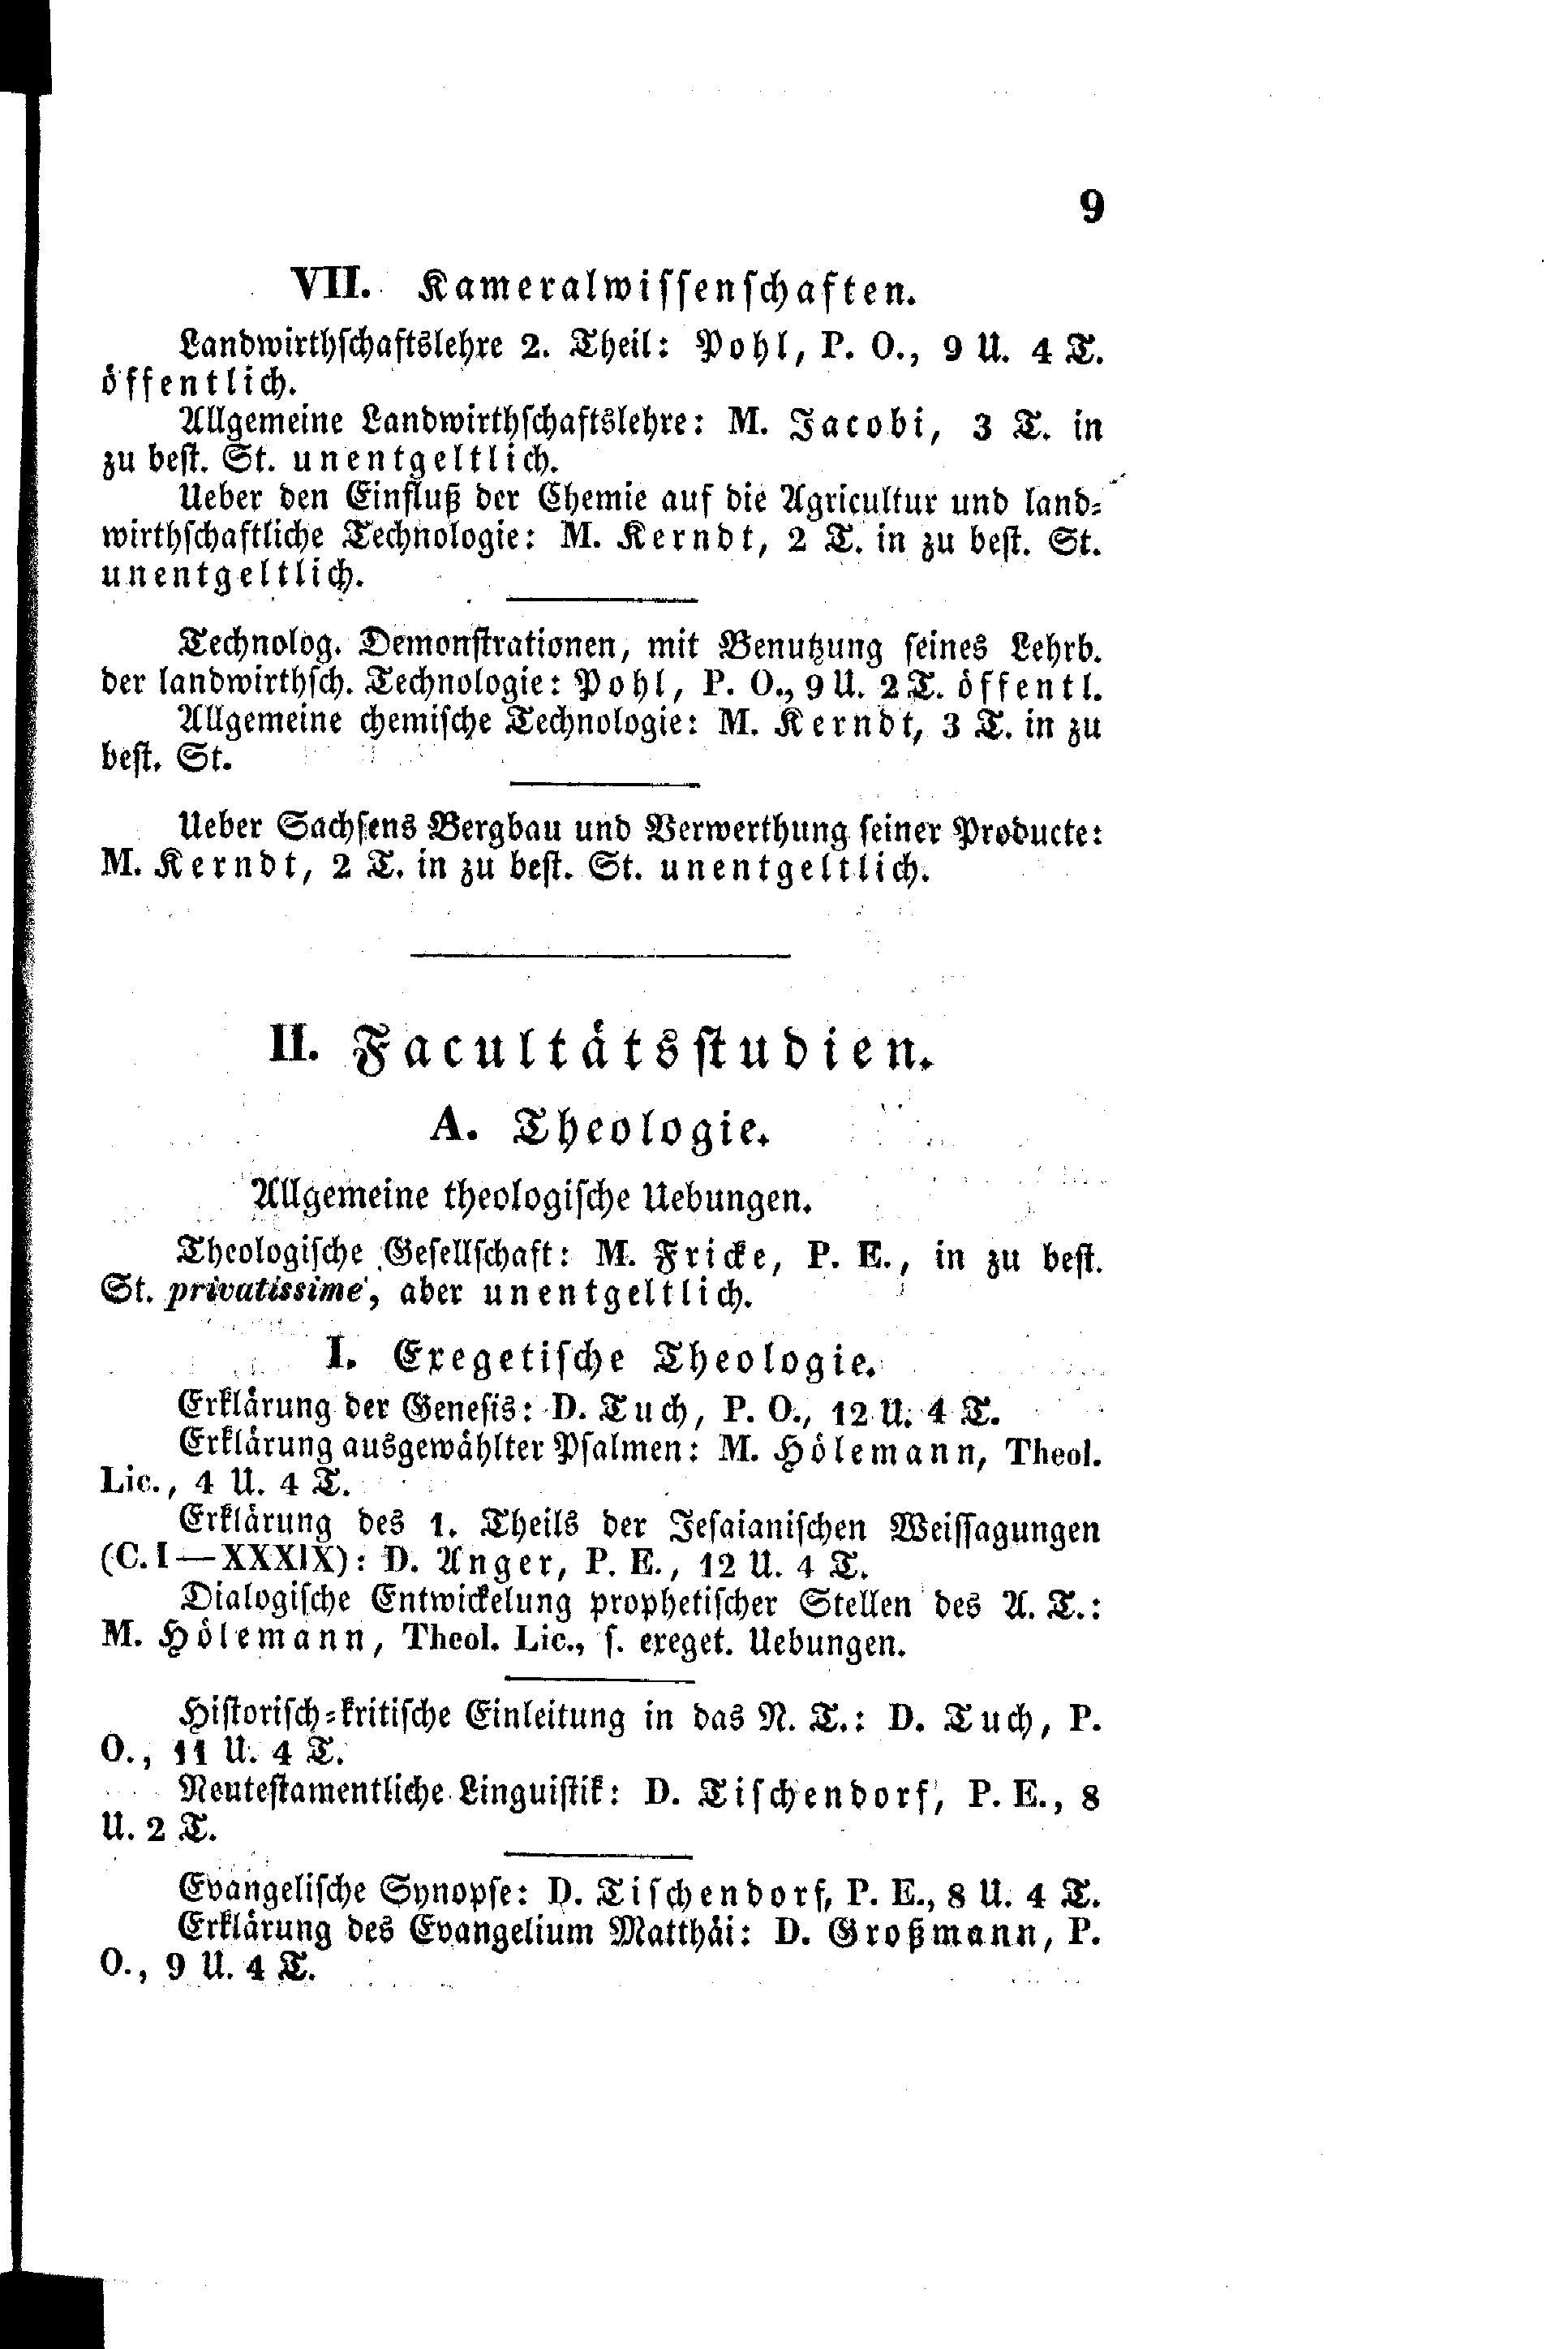 9
VII. Kameralwissenschaften.
Landwirthschaftslehre 2. Theil: Pohl, P. O., 9 U. 4 T.
öffentlich.
Allgemeine Landwirthschaftslehre: M. Jacobi, 3 T. in
zu best. St. unentgeltlich.
Ueber den Einfluß der Chemie auf die Agricultur und land-
wirthschaftliche Technologie: M. Kerndt, 2 T. in zu best. St.
unentgeltlich.
Technolog. Demonstrationen, mit Benutzung seines Lehrb.
der landwirthsch. Technologie: Pohl, P. O., 9 U. 2 T. öffentl.
Allgemeine chemische Technologie: M. Kerndt, 3 T. in zu
best. St.
Ueber Sachsens Bergbau und Verwerthung seiner Producte:
M. Kerndt, 2 T. in zu best. St. unentgeltlich.
II. Facultätsstudien.
A. Theologie.
Allgemeine theologische Uebungen.
Theologische Gesellschaft: M. Fricke, P. E., in zu best.
St. privatissime, aber unentgeltlich.
I. Exegetische Theologie.
Erklärung der Genesis: D. Tuch, P. O., 12 U. 4 T.
Erklärung ausgewählter Psalmen: M. Hölemann, Theol.
Lic., 4 U. 4 T.
Erklärung des 1. Theils der Jesaianischen Weissagungen
(C. I—XXXIX): D. Anger, P. E., 12 U. 4 T.
Dialogische Entwickelung prophetischer Stellen des A. T.:
M. Hölemann, Theol. Lic., s. exeget. Uebungen.
Historisch-kritische Einleitung in das N. T.: D. Tuch, P.
O., 11 U. 4 T.
Neutestamentliche Linguistik: D. Tischendorf, P. E., 8
U. 2 T.
Evangelische Synopse: D. Tischendorf, P. E., 8 U. 4 T.
Erklärung des Evangelium Matthäi: D. Großmann, P.
O., 9 U. 4 T.